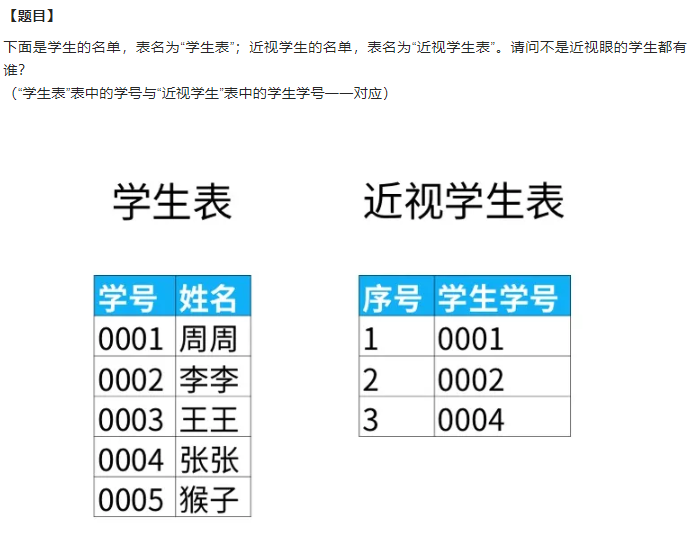 【题目】
下面是学生的名单，表名为“学生表”；近视学生的名单，表名为“近视学生表”。请问不是近视眼的学生都有
谁？
（“学生表”表中的学号与“近视学生”表中的学生学号一一对应）
学生表
近视学生表
学号 姓名
0001 周周
0002 李李
0003 王王
0004 张张
0005 猴子
序号 学生学号
1 0001
2 0002
3 0004